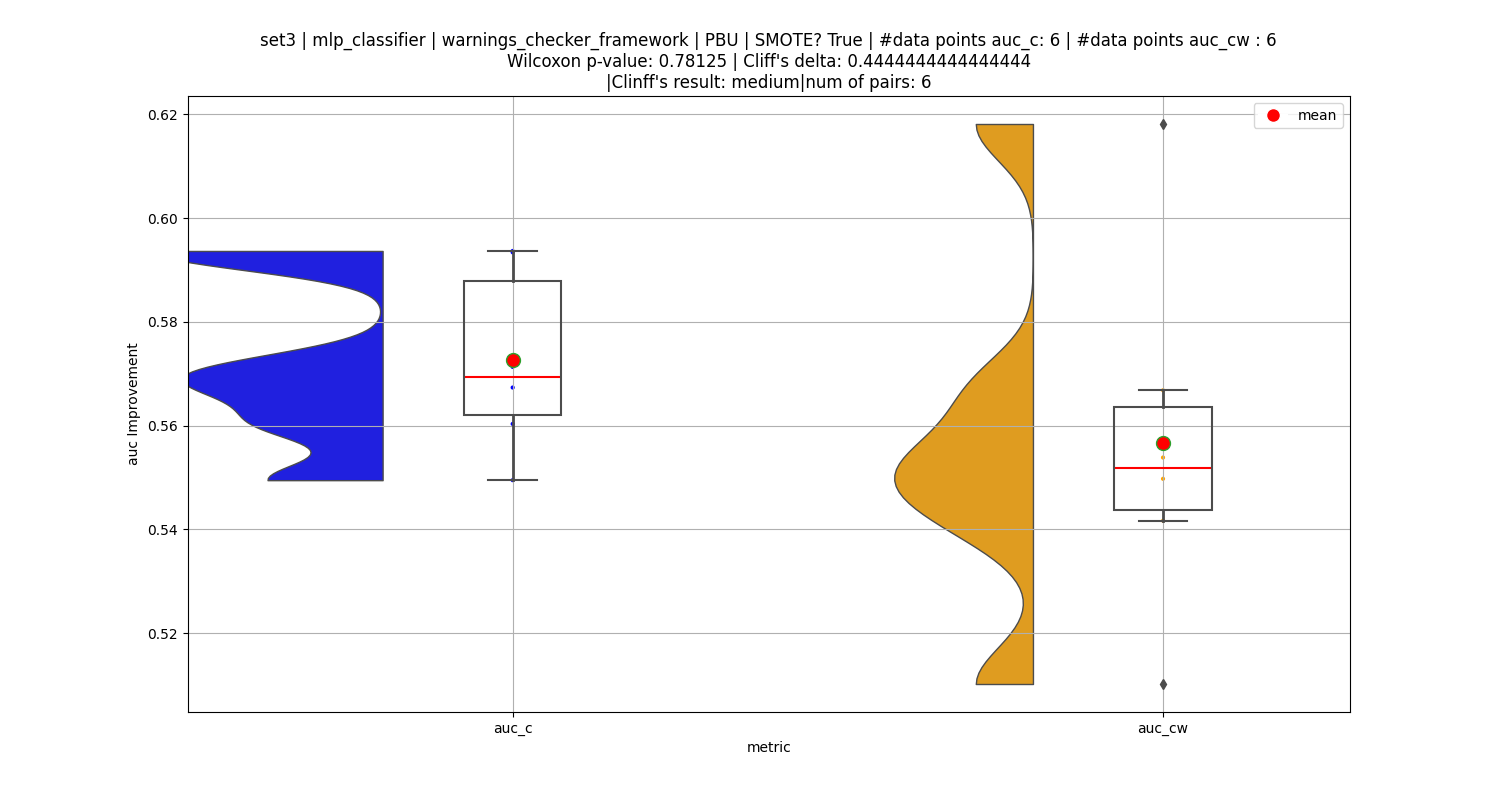 set3 | mlp_classifier | warnings_checker_framework | PBU | SMOTE? True | #data points auc_c: 6 | #data points auc_cw : 6
Wilcoxon p-value: 0.78125 | Cliff's delta: 0.4444444444444444
|Clinff's result: medium|num of pairs: 6
mean
0.62
0.60
0.58
0.56
0.54
0.52
auc Improvement
auc_c
auc_cw
metric